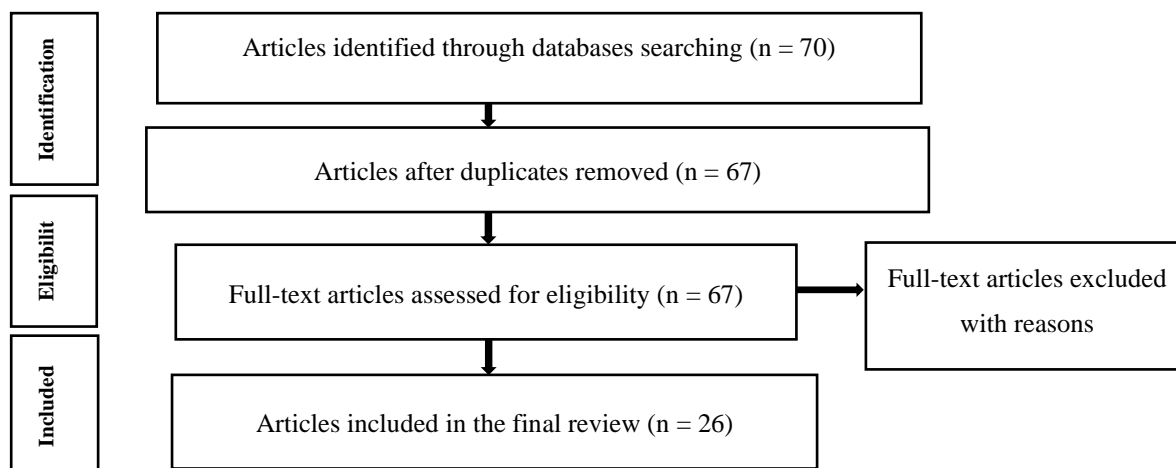 Identification
Articles identified through databases searching (n = 70)
Articles after duplicates removed (n = 67)
Eligibilit
Full-text articles assessed for eligibility (n = 67)
Full-text articles excluded
with reasons
Included
Articles included in the final review (n = 26)